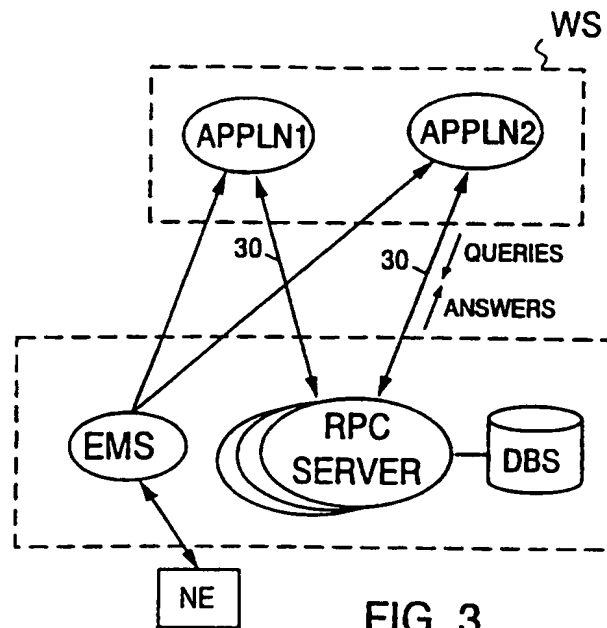 WS
APPLN1
APPLN2
30
30
QUERIES
ANSWERS
EMS
RPC
SERVER
DBS
NE
FIG. 3